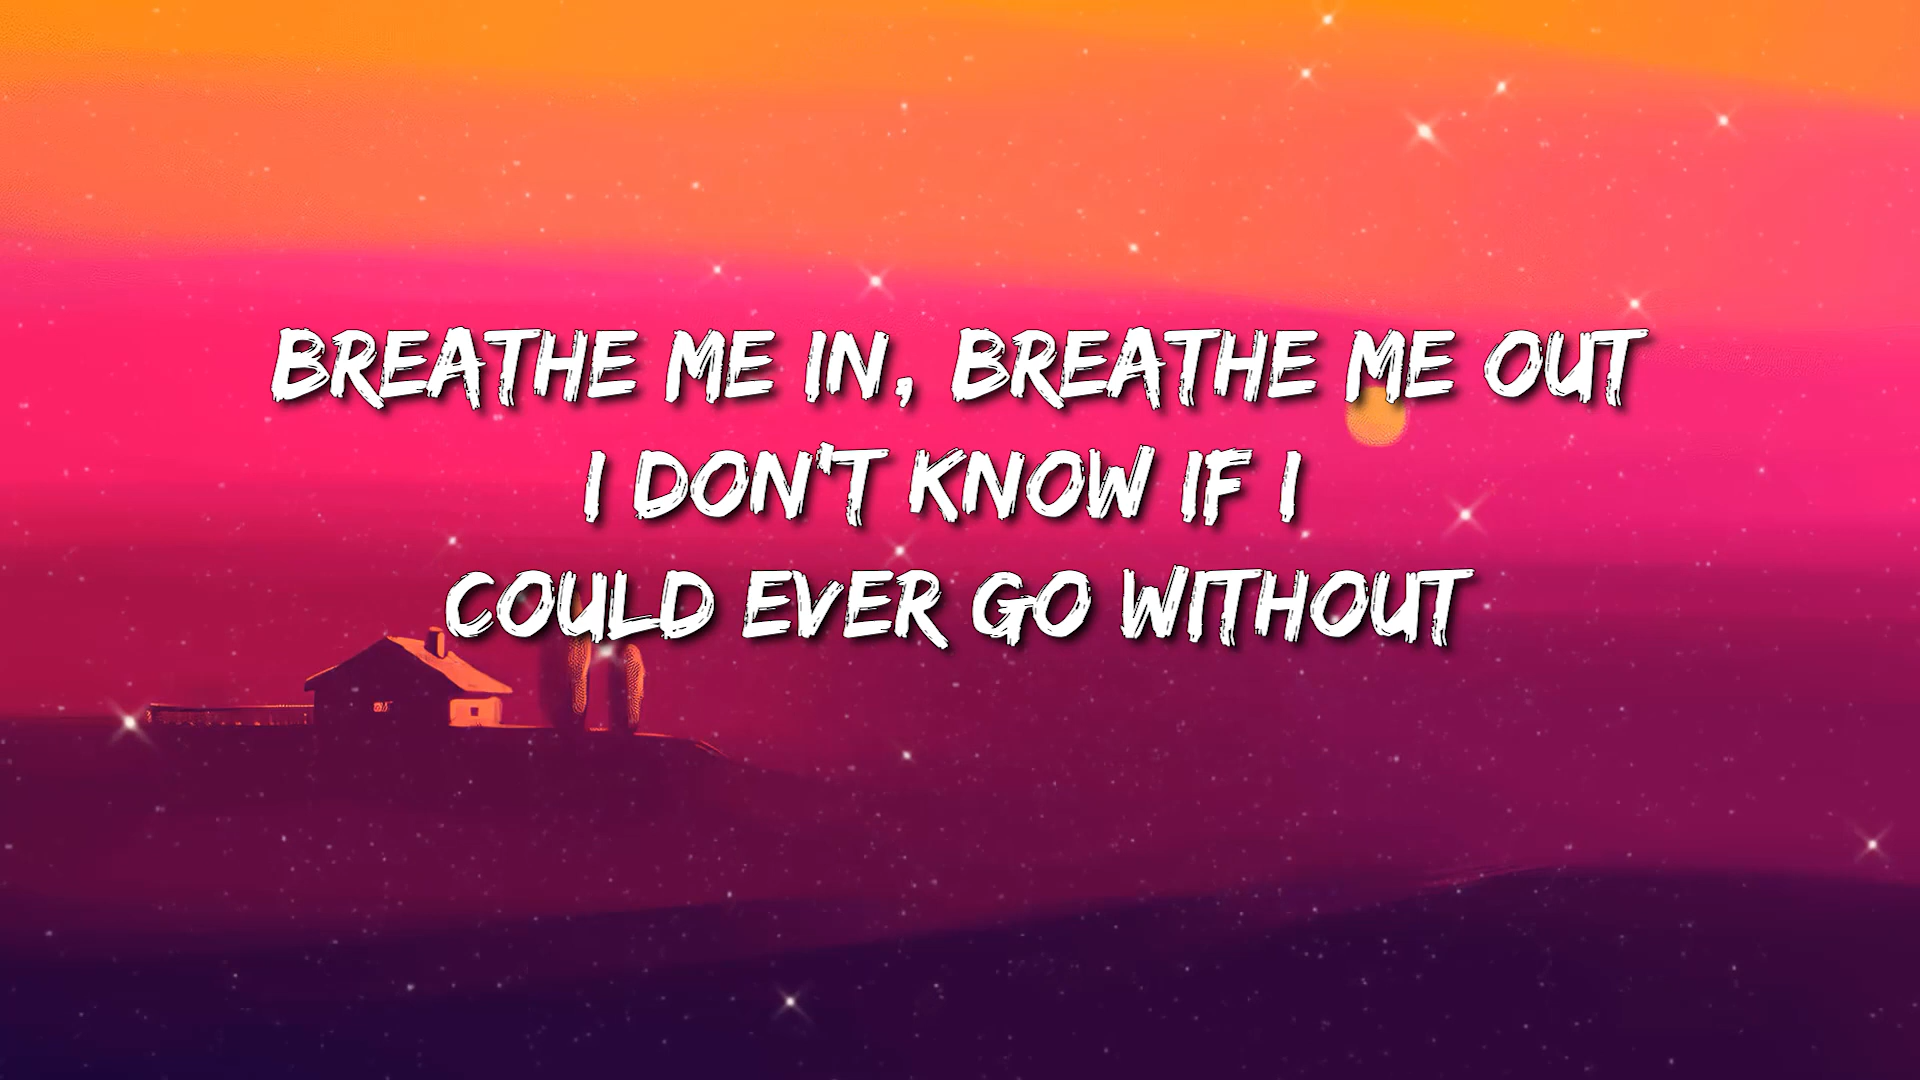 BREATHE ME IN, BREATHE ME OUT
I DON'T KNOW IF I
COULD EVER GO WITHOUT